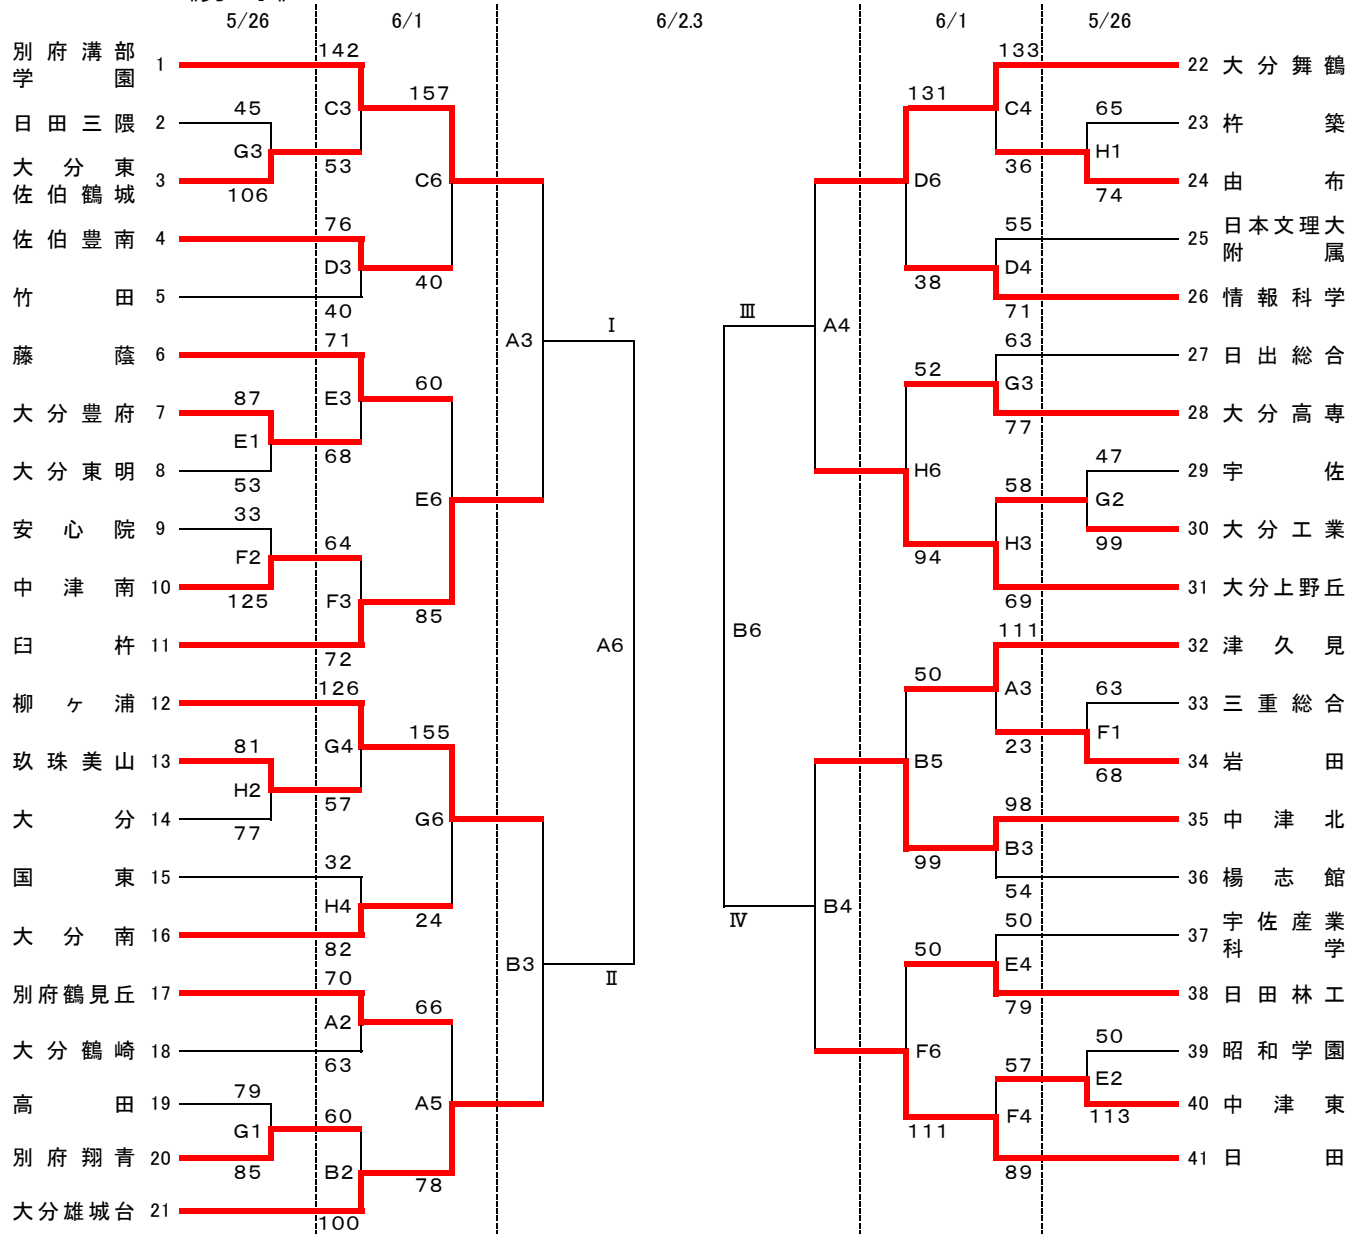 5/26 6/1 6/2.3 6/1 5/26
別府溝部学園 1 142
日田三隈 2 45
G3 C3 157
大分東佐伯鶴城 3 106 53
C6
佐伯豊南 4 76
D3 40
竹田 5 40
A3 Ⅰ
藤蔭 6 71
E3 60
大分豊府 7 87
E1 68
大分東明 8 53
E6
安心院 9 33
F2 64
中津南 10 125
F3 85
臼杵 11 72
A6
柳ヶ浦 12 126
G4 155
玖珠美山 13 81
H2 57
大分 14 77
G6
国東 15 32
H4 24
大分南 16 82
B3 Ⅱ
別府鶴見丘 17 70
A2 66
大分鶴崎 18 63
A5
高田 19 79
G1 60
別府翔青 20 85
B2 78
大分雄城台 21 100
133 22 大分舞鶴
131 C4
65 23 杵築
H1 36
74 24 由布
D6
55 25 日本文理大附属
D4 38
71 26 情報科学
Ⅲ A4
63 27 日出総合
52 G3
77 28 大分高専
H6
47 29 宇佐
58 G2
99 30 大分工業
94 H3
69 31 大分上野丘
B6
111 32 津久見
50 A3
63 33 三重総合
F1 23
68 34 岩田
B5
98 35 中津北
99 B3
54 36 楊志館
Ⅳ B4
50 37 宇佐産業科学
50 E4
79 38 日田林工
F6
50 39 昭和学園
57 E2
113 40 中津東
111 F4
89 41 日田